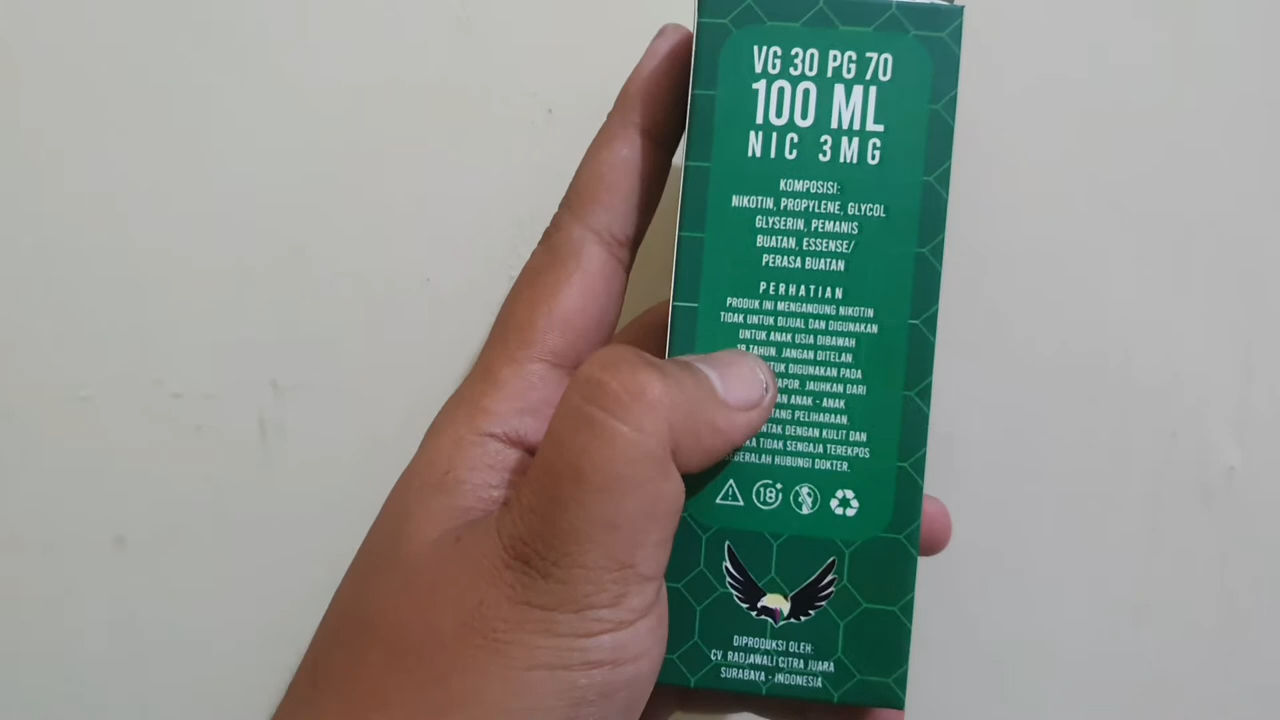 VG 30 PG 70
100 ML
NIC 3MG
KOMPOSISI:
NIKOTIN, PROPYLENE, GLYCOL
GLYSERIN, PEMANIS
BUATAN, ESSENSE/
PERASA BUATAN
PERHATIAN
PRODUK INI MENGANDUNG NIKOTIN
TIDAK UNTUK DIJUAL DAN DIGUNAKAN
UNTUK ANAK USIA DIBAWAH
18 TAHUN. JANGAN DITELAN.
DIGUNAKAN PADA
JAUHKAN DARI
ANAK - ANAK
PELIHARAAN.
DENGAN KULIT DAN
TIDAK SENGAJA TEREKPOS
SEGERALAH HUBUNGI DOKTER.
18+
DIPRODUKSI OLEH:
CV. RADJAWALI CITRA JUARA
SURABAYA - INDONESIA